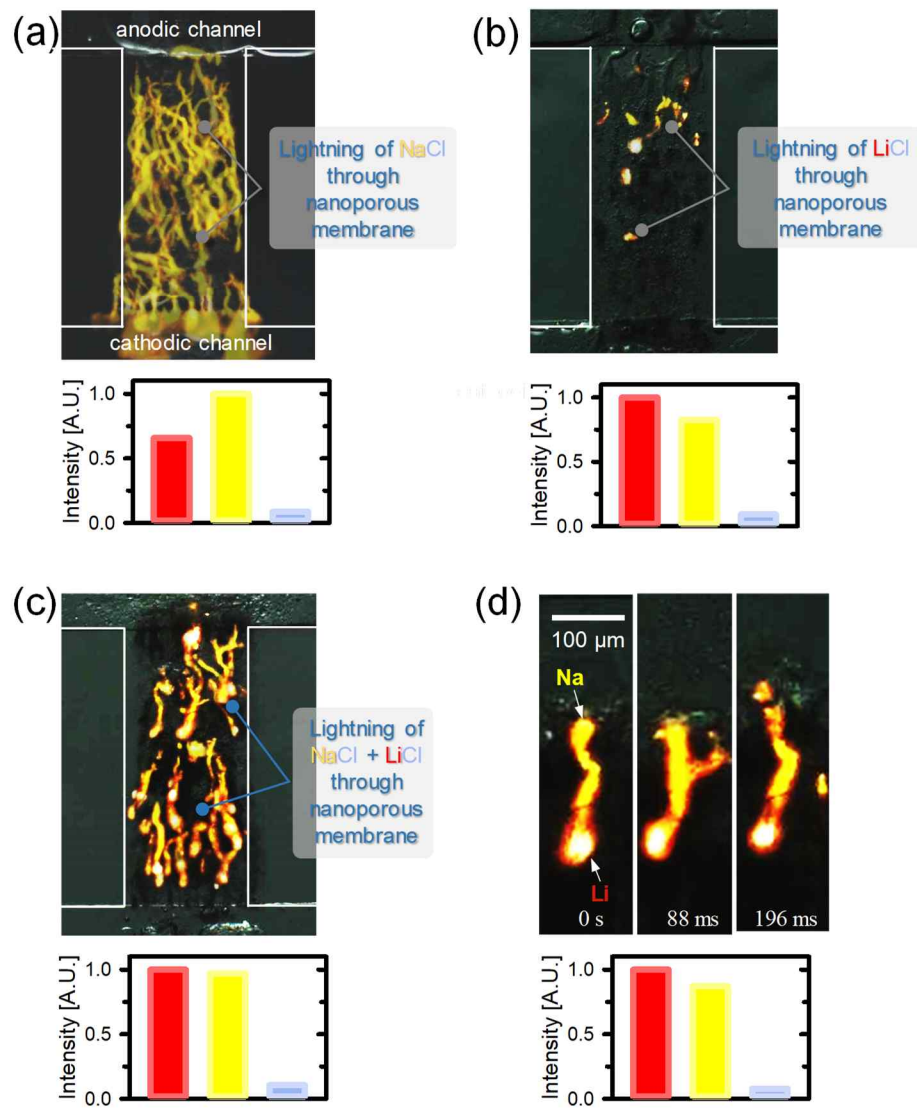 (a)
anodic channel
Lightning of NaCl
through
nanoporous
membrane
cathodic channel
Intensity [A.U.]
1.0
0.5
0.0
(b)
Lightning of LiCl
through
nanoporous
membrane
Intensity [A.U.]
1.0
0.5
0.0
(c)
Lightning of
NaCl + LiCl
through
nanoporous
membrane
Intensity [A.U.]
1.0
0.5
0.0
(d)
100 μm
Na
Li
0 s
88 ms
196 ms
Intensity [A.U.]
1.0
0.5
0.0